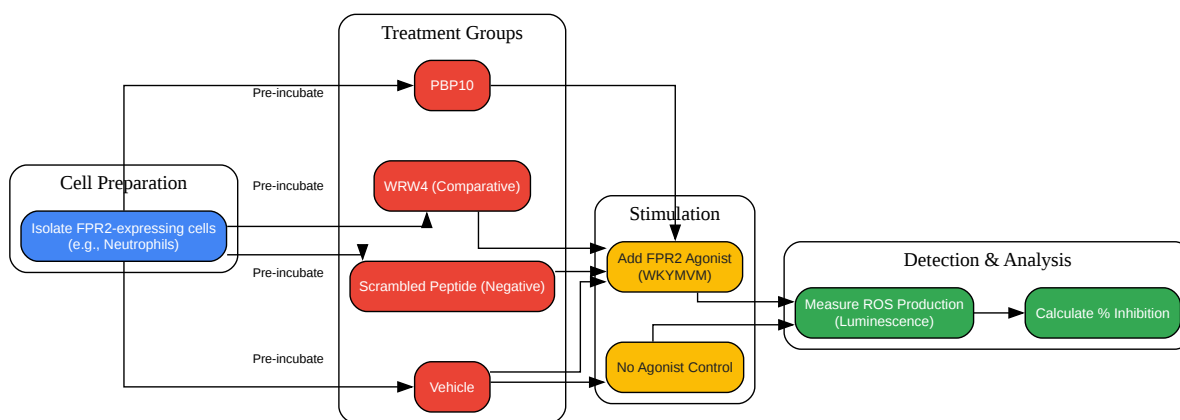 Treatment Groups
PBP10
Pre-incubate
Cell Preparation
Pre-incubate
WRW4 (Comparative)
Isolate FPR2-expressing cells
(e.g., Neutrophils)
Pre-incubate
Scrambled Peptide (Negative)
Pre-incubate
Vehicle
Stimulation
Add FPR2 Agonist
(WKYMVM)
No Agonist Control
Detection & Analysis
Measure ROS Production
(Luminescence)
Calculate % Inhibition